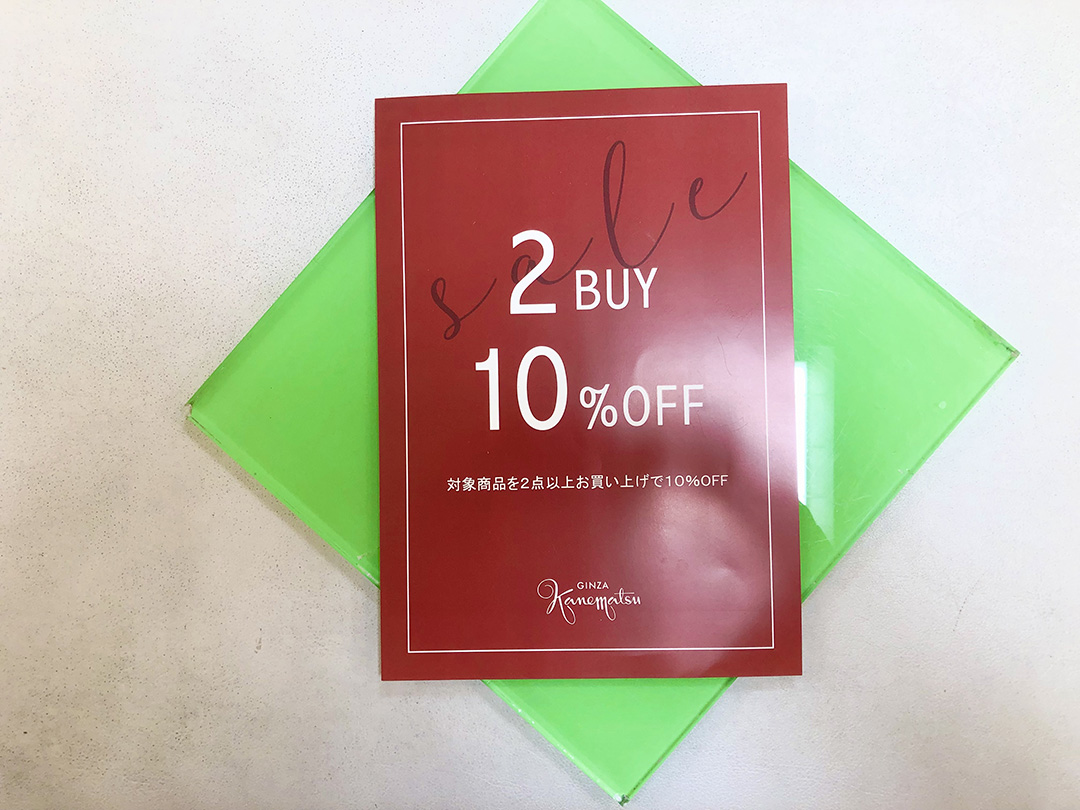 sale
2 BUY
10%OFF
対象商品を2点以上お買い上げで10%OFF
GINZA
Kanematsu